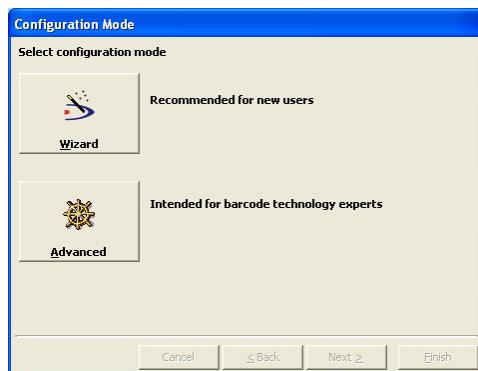 Configuration Mode
Select configuration mode
Recommended for new users
Wizard
Intended for barcode technology experts
Advanced
Cancel
< Back
Next >
Finish